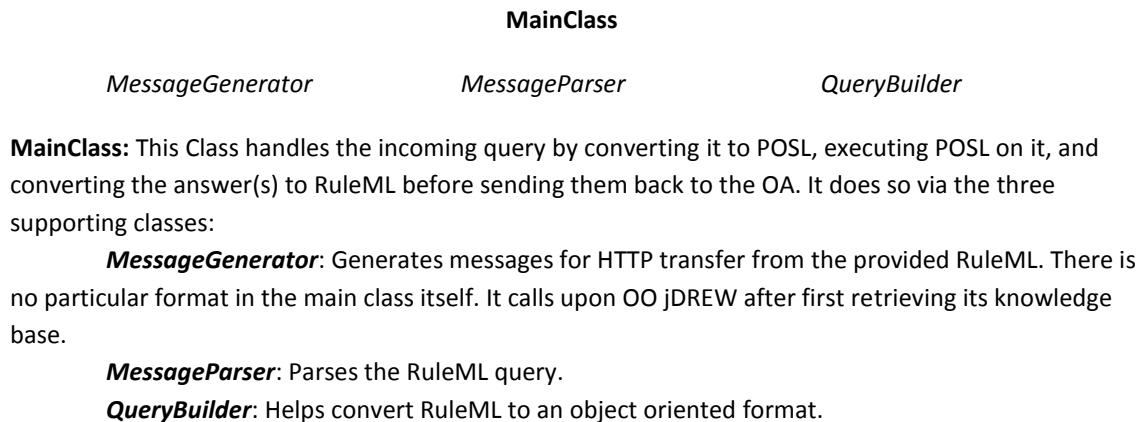 MainClass
MessageGenerator MessageParser QueryBuilder
MainClass: This Class handles the incoming query by converting it to POSL, executing POSL on it, and
converting the answer(s) to RuleML before sending them back to the OA. It does so via the three
supporting classes:
MessageGenerator: Generates messages for HTTP transfer from the provided RuleML. There is
no particular format in the main class itself. It calls upon OO jDREW after first retrieving its knowledge
base.
MessageParser: Parses the RuleML query.
QueryBuilder: Helps convert RuleML to an object oriented format.